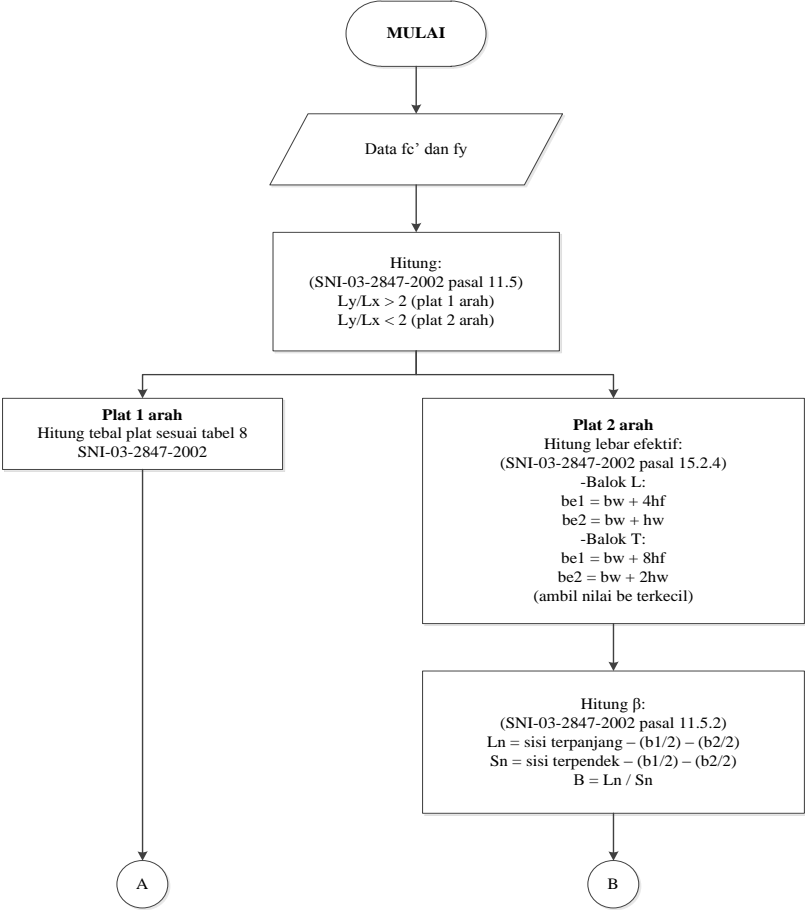 MULAI
Data fc’ dan fy
Hitung:
(SNI-03-2847-2002 pasal 11.5)
Ly/Lx > 2 (plat 1 arah)
Ly/Lx < 2 (plat 2 arah)
Plat 1 arah
Hitung tebal plat sesuai tabel 8
SNI-03-2847-2002
Plat 2 arah
Hitung lebar efektif:
(SNI-03-2847-2002 pasal 15.2.4)
-Balok L:
be1 = bw + 4hf
be2 = bw + hw
-Balok T:
be1 = bw + 8hf
be2 = bw + 2hw
(ambil nilai be terkecil)
Hitung β:
(SNI-03-2847-2002 pasal 11.5.2)
Ln = sisi terpanjang – (b1/2) – (b2/2)
Sn = sisi terpendek – (b1/2) – (b2/2)
B = Ln / Sn
A
B